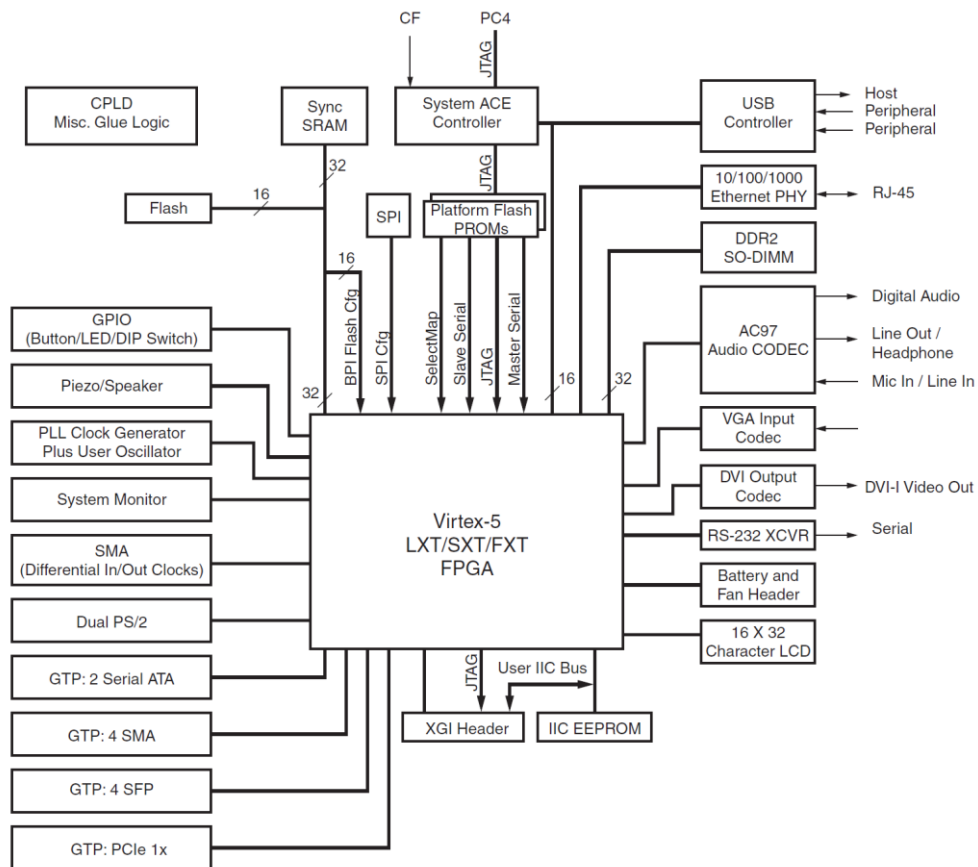 CF
PC4
JTAG
CPLD
Misc. Glue Logic
Sync
SRAM
System ACE
Controller
USB
Controller
Host
Peripheral
Peripheral
32
JTAG
16
Flash
SPI
Platform Flash
PROMs
10/100/1000
Ethernet PHY
RJ-45
DDR2
SO-DIMM
16
BPI Flash Cfg
SPI Cfg
SelectMap
Slave Serial
JTAG
Master Serial
32
16
32
AC97
Audio CODEC
Digital Audio
Line Out /
Headphone
Mic In / Line In
GPIO
(Button/LED/DIP Switch)
Piezo/Speaker
PLL Clock Generator
Plus User Oscillator
System Monitor
SMA
(Differential In/Out Clocks)
Dual PS/2
GTP: 2 Serial ATA
GTP: 4 SMA
GTP: 4 SFP
GTP: PCIe 1x
Virtex-5
LXT/SXT/FXT
FPGA
VGA Input
Codec
DVI Output
Codec
DVI-I Video Out
RS-232 XCVR
Serial
Battery and
Fan Header
16 X 32
Character LCD
JTAG
User IIC Bus
XGI Header
IIC EEPROM